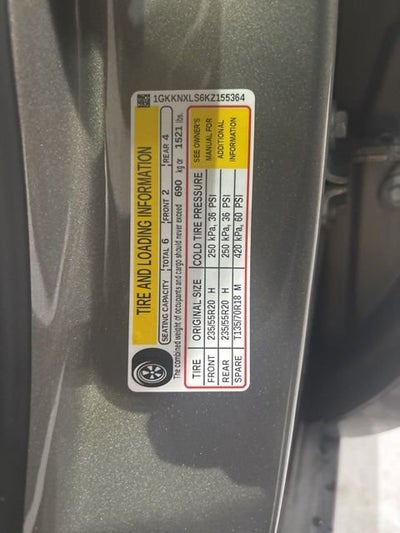 1GKKNXLS6KZ155364
TIRE AND LOADING INFORMATION
SEATING CAPACITY TOTAL 6 FRONT 2 REAR 4
The combined weight of occupants and cargo should never exceed 690 kg or 1521 lbs.
TIRE ORIGINAL SIZE COLD TIRE PRESSURE
FRONT 235/55R20 H 250 kPa, 36 PSI
REAR 235/55R20 H 250 kPa, 36 PSI
SPARE T135/70R18 M 420 kPa, 60 PSI
SEE OWNER'S
MANUAL FOR
ADDITIONAL
INFORMATION